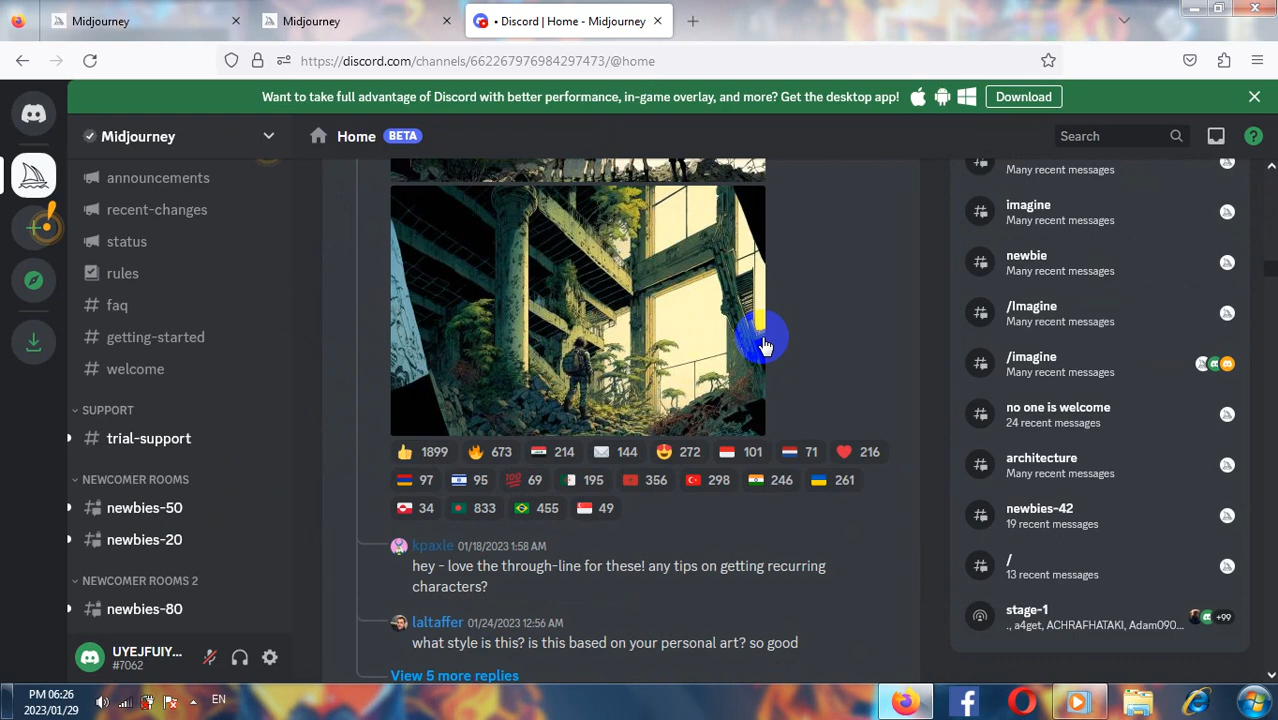 Midjourney
Midjourney
• Discord | Home - Midjourney
https://discord.com/channels/662267976984297473/@home
Want to take full advantage of Discord with better performance, in-game overlay, and more? Get the desktop app!
Download
Midjourney
Home
BETA
Search
announcements
recent-changes
status
rules
faq
getting-started
welcome
SUPPORT
trial-support
NEWCOMER ROOMS
newbies-50
newbies-20
NEWCOMER ROOMS 2
newbies-80
UYEJFUIY...
#7062
1899 673 214 144 272 101 71 216
97 95 69 195 356 298 246 261
34 833 455 49
kpaxle 01/18/2023 1:58 AM
hey - love the through-line for these! any tips on getting recurring
characters?
laltaffer 01/24/2023 12:56 AM
what style is this? is this based on your personal art? so good
View 5 more replies
Many recent messages
imagine
Many recent messages
newbie
Many recent messages
/Imagine
Many recent messages
/imagine
Many recent messages
no one is welcome
24 recent messages
architecture
Many recent messages
newbies-42
19 recent messages
/
13 recent messages
stage-1
., a4get, ACHRAFHATAKI, Adam090...
+99
PM 06:26
2023/01/29
EN